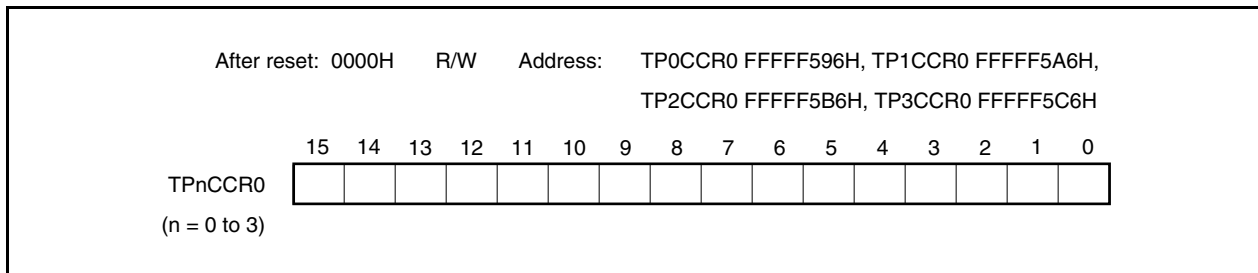 After reset: 0000H R/W Address: TP0CCR0 FFFFF596H, TP1CCR0 FFFFF5A6H,
TP2CCR0 FFFFF5B6H, TP3CCR0 FFFFF5C6H
15 14 13 12 11 10 9 8 7 6 5 4 3 2 1 0
TPnCCR0
(n = 0 to 3)